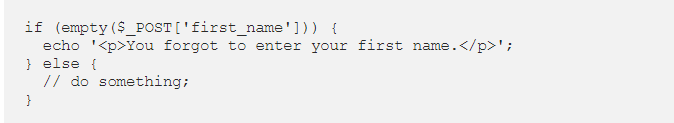 if (empty($_POST['first_name'])) {
  echo '<p>You forgot to enter your first name.</p>';
} else {
  // do something;
}